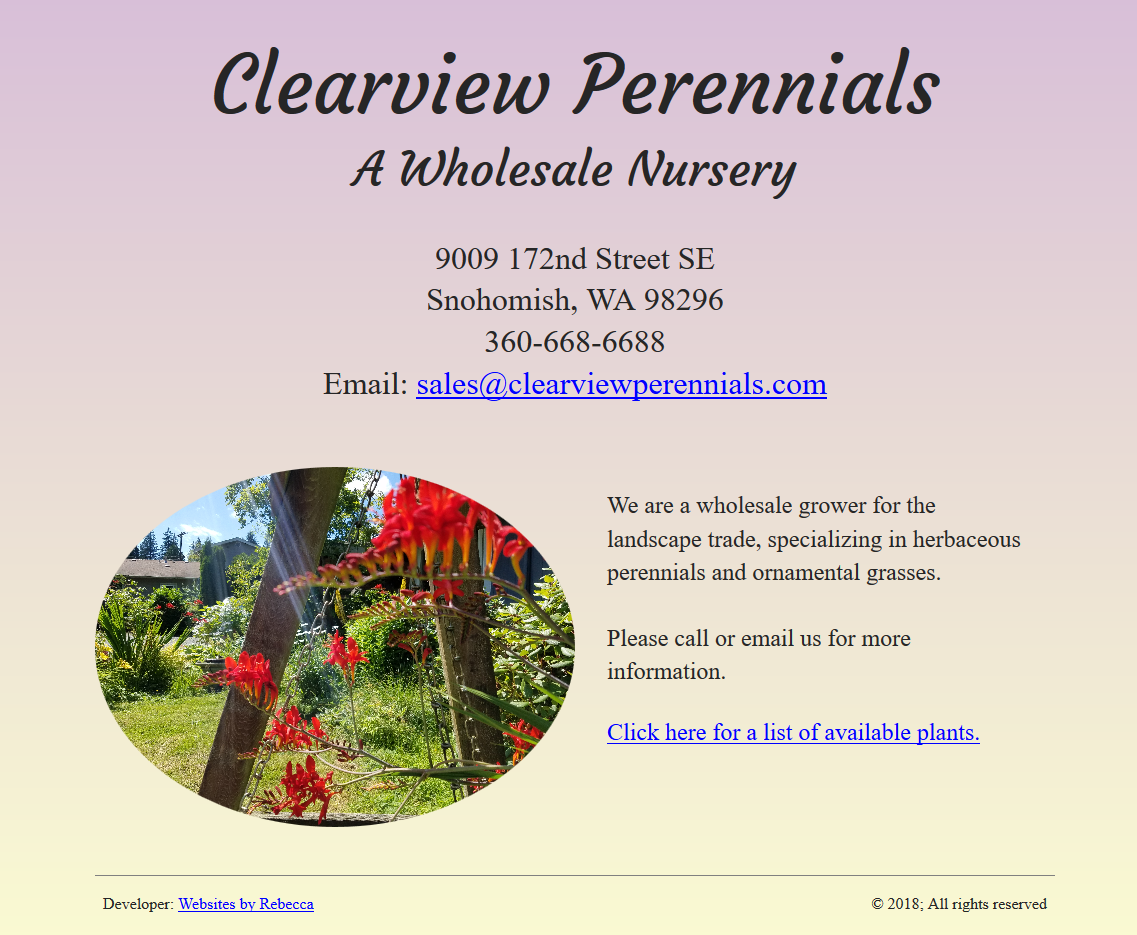 Clearview Perennials
A Wholesale Nursery
9009 172nd Street SE
Snohomish, WA 98296
360-668-6688
Email: sales@clearviewperennials.com
We are a wholesale grower for the
landscape trade, specializing in herbaceous
perennials and ornamental grasses.
Please call or email us for more
information.
Click here for a list of available plants.
Developer: Websites by Rebecca
© 2018; All rights reserved